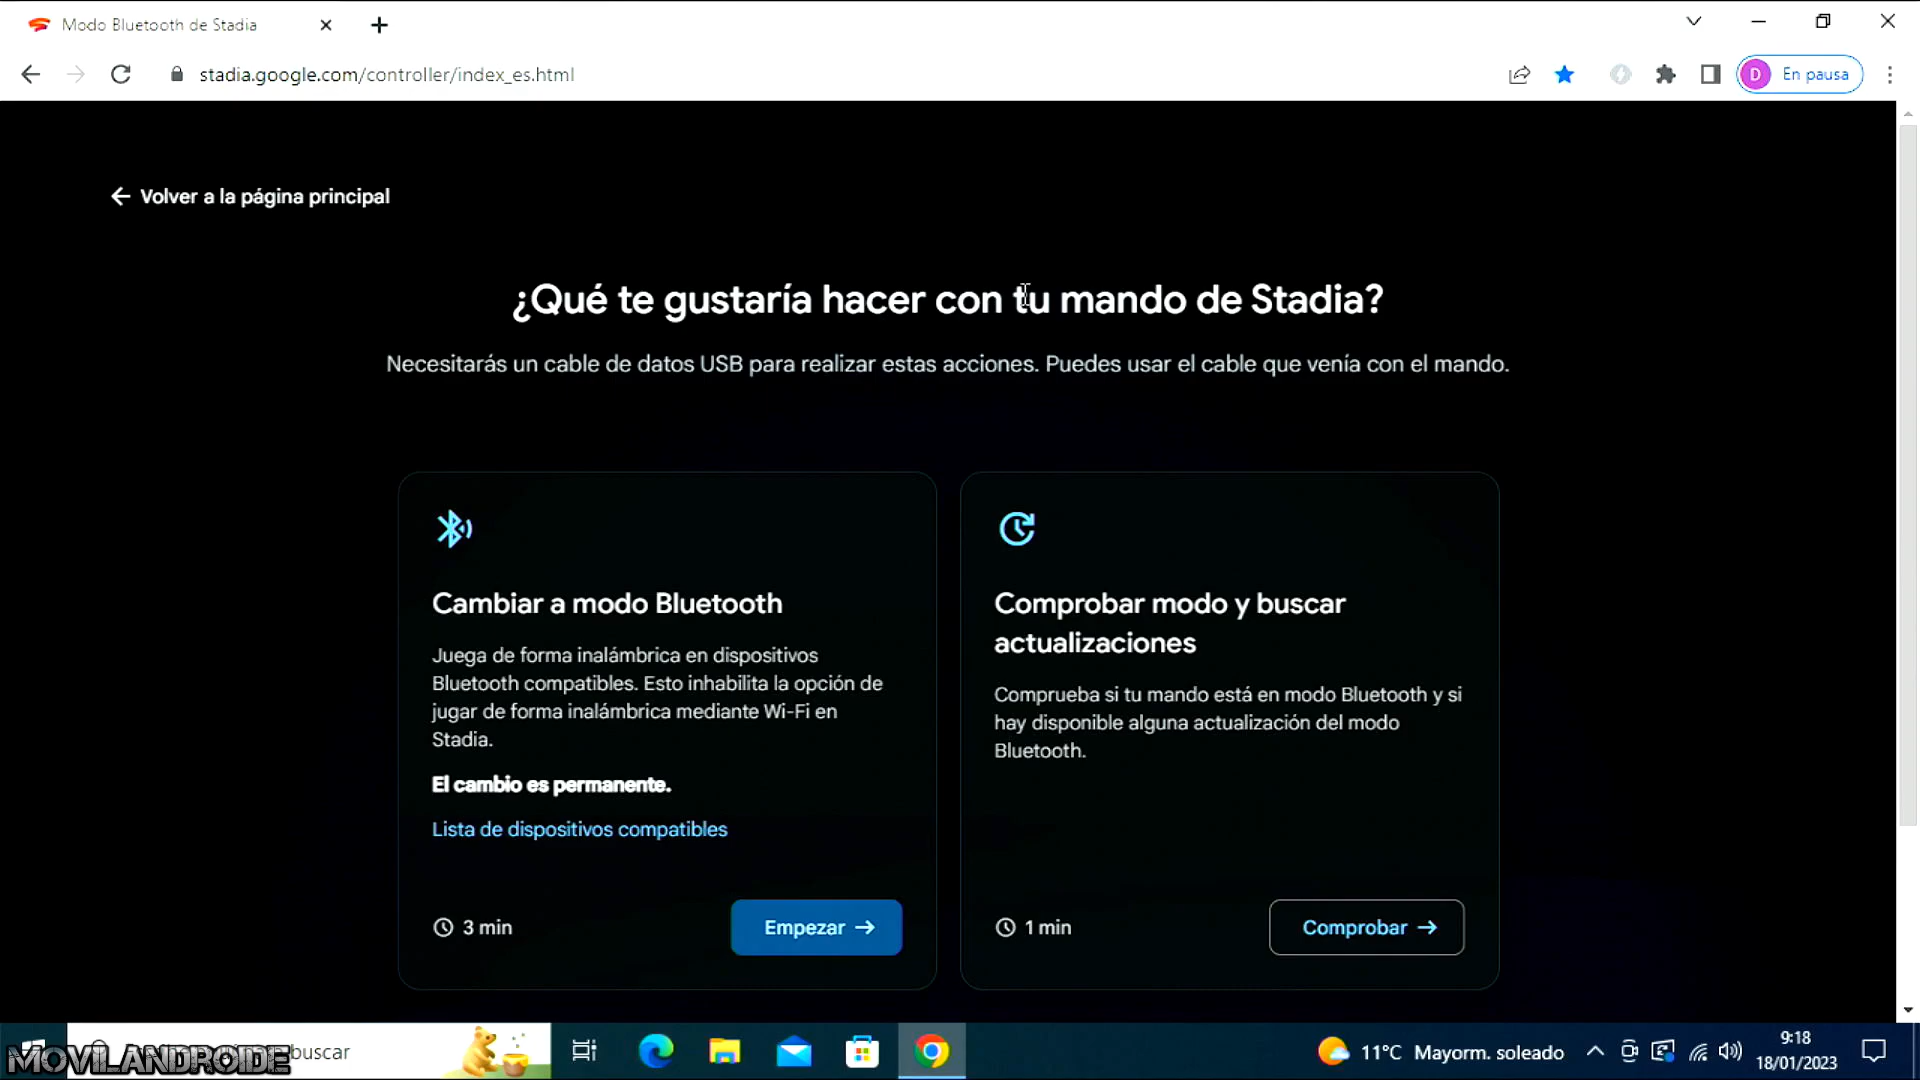 Modo Bluetooth de Stadia
stadia.google.com/controller/index_es.html
D
En pausa
Volver a la página principal
¿Qué te gustaría hacer con tu mando de Stadia?
Necesitarás un cable de datos USB para realizar estas acciones. Puedes usar el cable que venía con el mando.
Cambiar a modo Bluetooth
Juega de forma inalámbrica en dispositivos
Bluetooth compatibles. Esto inhabilita la opción de
jugar de forma inalámbrica mediante Wi-Fi en
Stadia.
El cambio es permanente.
Lista de dispositivos compatibles
3 min
Empezar
Comprobar modo y buscar
actualizaciones
Comprueba si tu mando está en modo Bluetooth y si
hay disponible alguna actualización del modo
Bluetooth.
1 min
Comprobar
MOVILANDROIDE
buscar
11°C Mayorm. soleado
9:18
18/01/2023